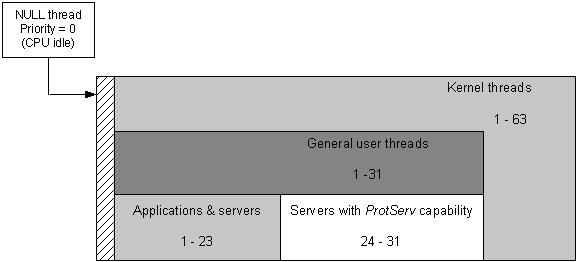 NULL thread
Priority = 0
(CPU idle)
Kernel threads
1 - 63
General user threads
1 -31
Applications & servers
1 - 23
Servers with ProtServ capability
24 - 31